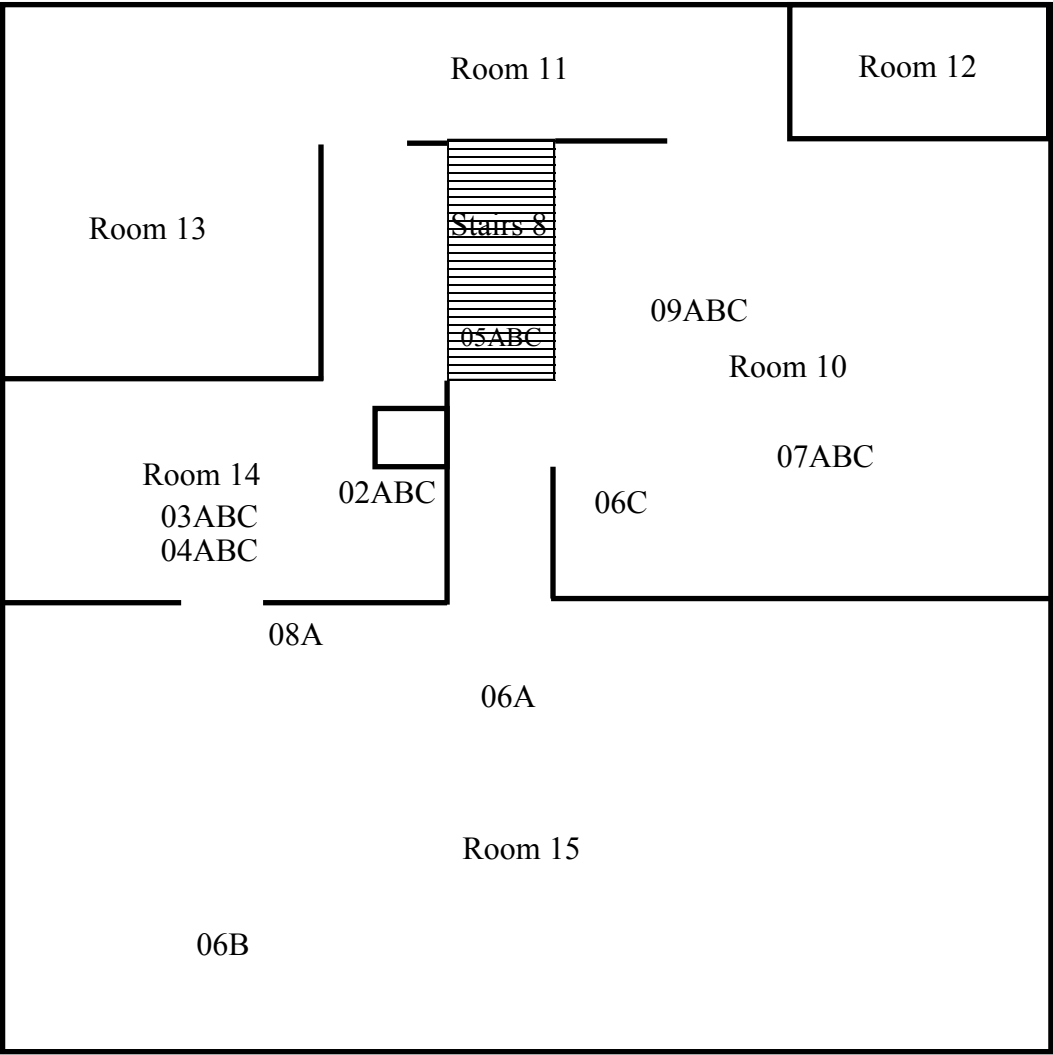 Room 11
Room 12
Room 13
Stairs 8
09ABC
05ABC
Room 10
07ABC
Room 14
02ABC
06C
03ABC
04ABC
08A
06A
Room 15
06B